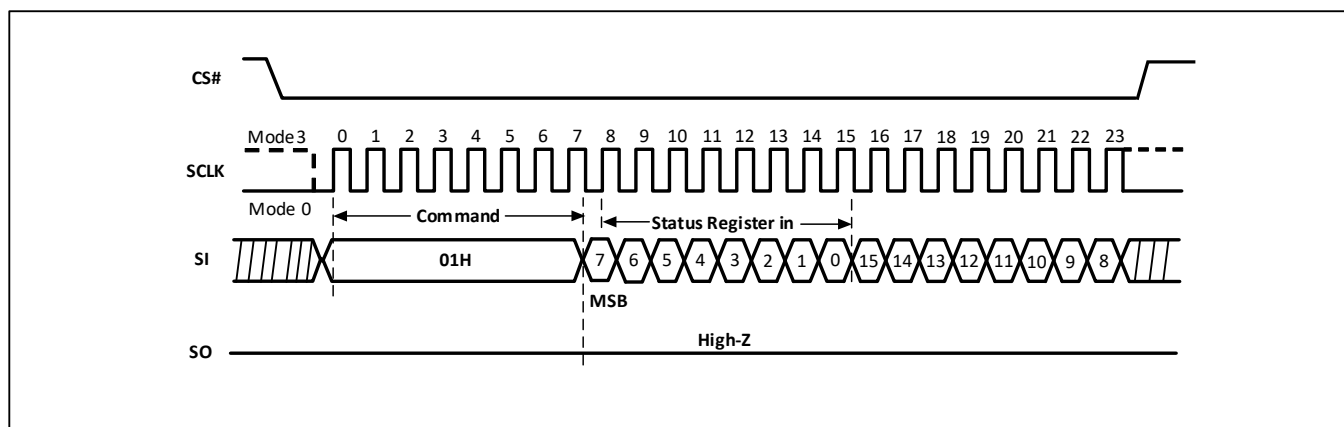 CS#
Mode 3 0 1 2 3 4 5 6 7 8 9 10 11 12 13 14 15 16 17 18 19 20 21 22 23
SCLK
Mode 0
Command Status Register in
SI 01H 7 6 5 4 3 2 1 0 15 14 13 12 11 10 9 8
MSB
High-Z
SO